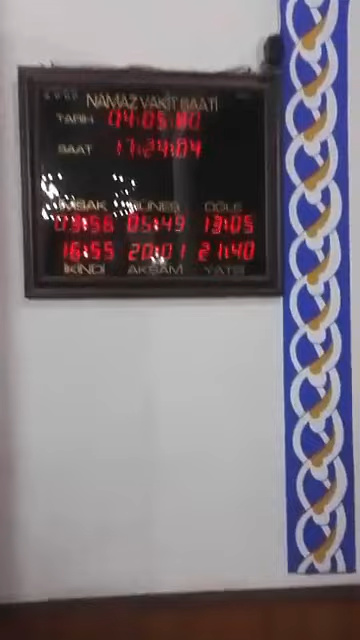 NAMAZ VAKİT SAATİ
TARİH 04:05
SAAT 17:24:04
İMSAK GÜNEŞ ÖĞLE
03:56 05:49 13:05
16:55 20:01 21:40
İKİNDİ AKŞAM YATSI